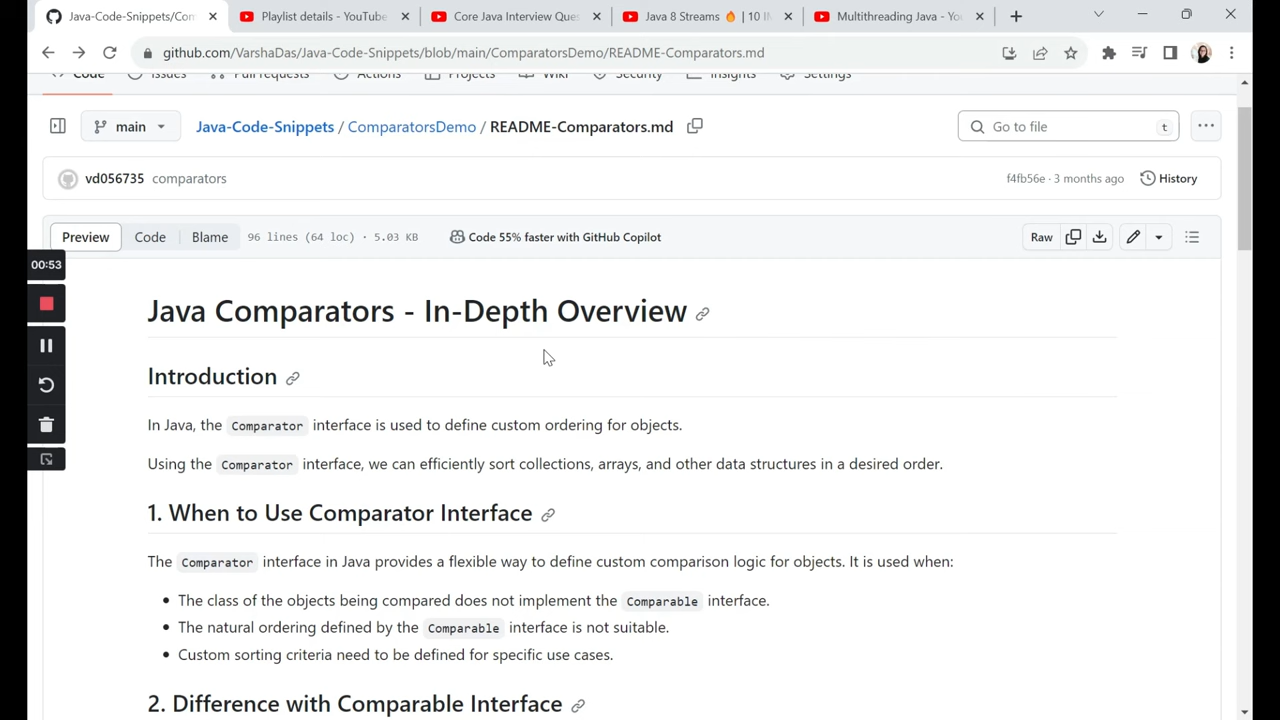 Java-Code-Snippets/Com
Playlist details - YouTube
Core Java Interview Ques
Java 8 Streams 🔥 | 10 I
Multithreading Java - Yo
github.com/VarshaDas/Java-Code-Snippets/blob/main/ComparatorsDemo/README-Comparators.md
Code Issues Pull requests Actions Projects Wiki Security Insights Settings
main
Java-Code-Snippets / ComparatorsDemo / README-Comparators.md
Go to file t
vd056735 comparators
f4fb56e · 3 months ago
History
Preview Code Blame 96 lines (64 loc) · 5.03 KB
Code 55% faster with GitHub Copilot
Raw
00:53
Java Comparators - In-Depth Overview
Introduction
In Java, the Comparator interface is used to define custom ordering for objects.
Using the Comparator interface, we can efficiently sort collections, arrays, and other data structures in a desired order.
1. When to Use Comparator Interface
The Comparator interface in Java provides a flexible way to define custom comparison logic for objects. It is used when:
• The class of the objects being compared does not implement the Comparable interface.
• The natural ordering defined by the Comparable interface is not suitable.
• Custom sorting criteria need to be defined for specific use cases.
2. Difference with Comparable Interface